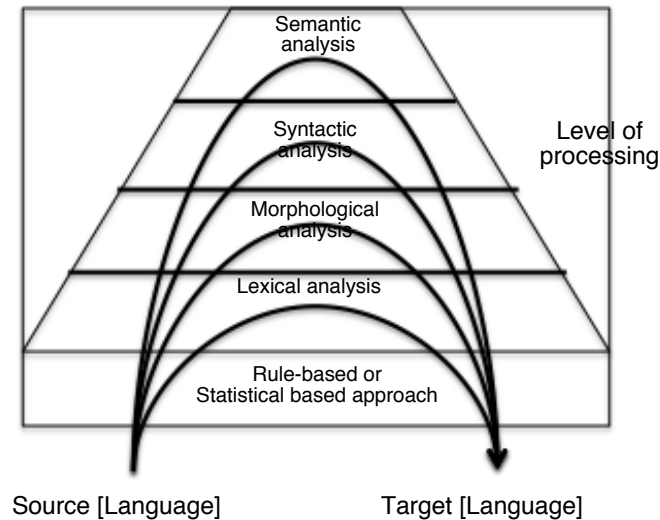 Semantic
analysis
Syntactic
analysis
Level of
processing
Morphological
analysis
Lexical analysis
Rule-based or
Statistical based approach
Source [Language]
Target [Language]